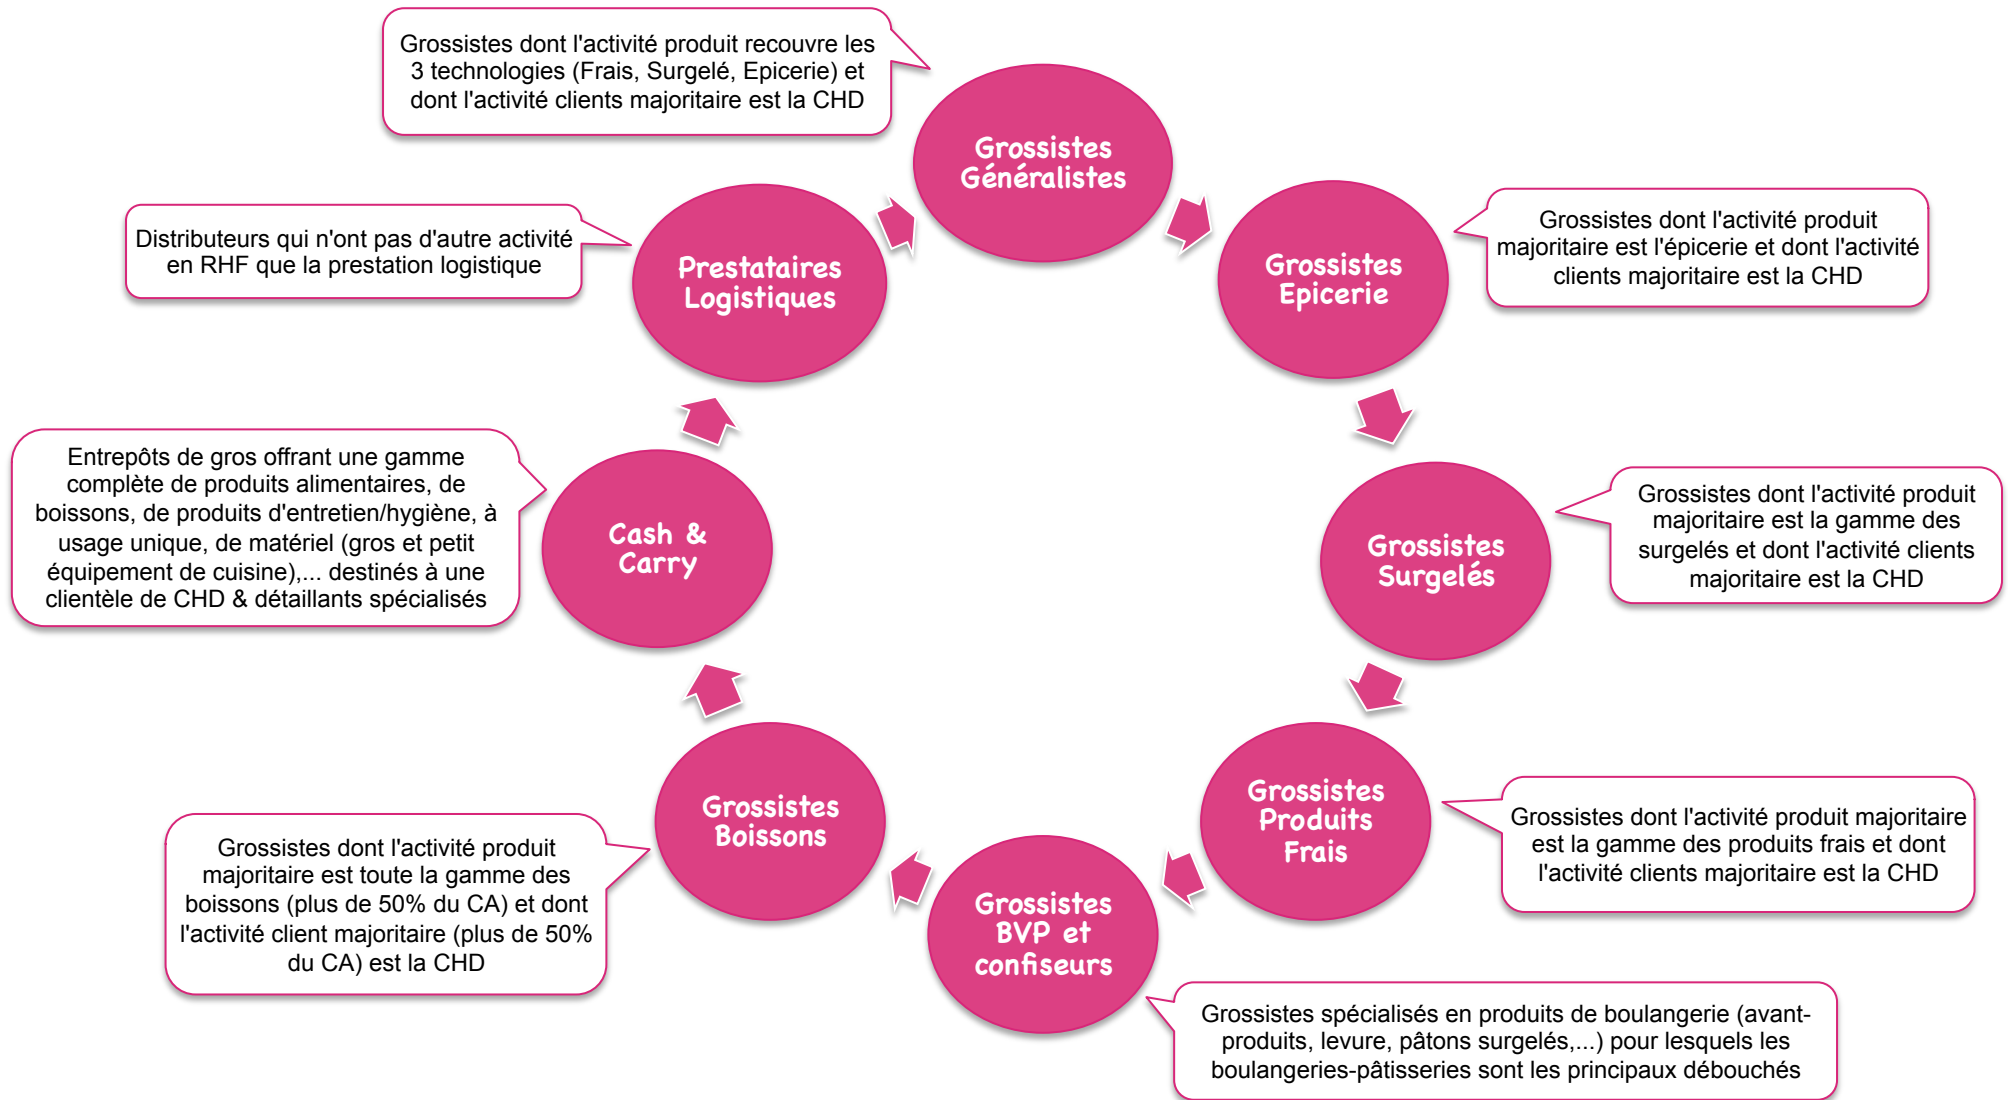 Grossistes dont l'activité produit recouvre les
3 technologies (Frais, Surgelé, Epicerie) et
dont l'activité clients majoritaire est la CHD
Grossistes
Généralistes
Grossistes dont l'activité produit
majoritaire est l'épicerie et dont l'activité
clients majoritaire est la CHD
Grossistes
Epicerie
Distributeurs qui n'ont pas d'autre activité
en RHF que la prestation logistique
Prestataires
Logistiques
Entrepôts de gros offrant une gamme
complète de produits alimentaires, de
boissons, de produits d'entretien/hygiène, à
usage unique, de matériel (gros et petit
équipement de cuisine),... destinés à une
clientèle de CHD & détaillants spécialisés
Cash &
Carry
Grossistes
Surgelés
Grossistes dont l'activité produit
majoritaire est la gamme des
surgelés et dont l'activité clients
majoritaire est la CHD
Grossistes
Boissons
Grossistes dont l'activité produit
majoritaire est toute la gamme des
boissons (plus de 50% du CA) et dont
l'activité client majoritaire (plus de 50%
du CA) est la CHD
Grossistes
Produits
Frais
Grossistes dont l'activité produit majoritaire
est la gamme des produits frais et dont
l'activité clients majoritaire est la CHD
Grossistes
BVP et
confiseurs
Grossistes spécialisés en produits de boulangerie (avant-
produits, levure, pâtons surgelés,...) pour lesquels les
boulangeries-pâtisseries sont les principaux débouchés